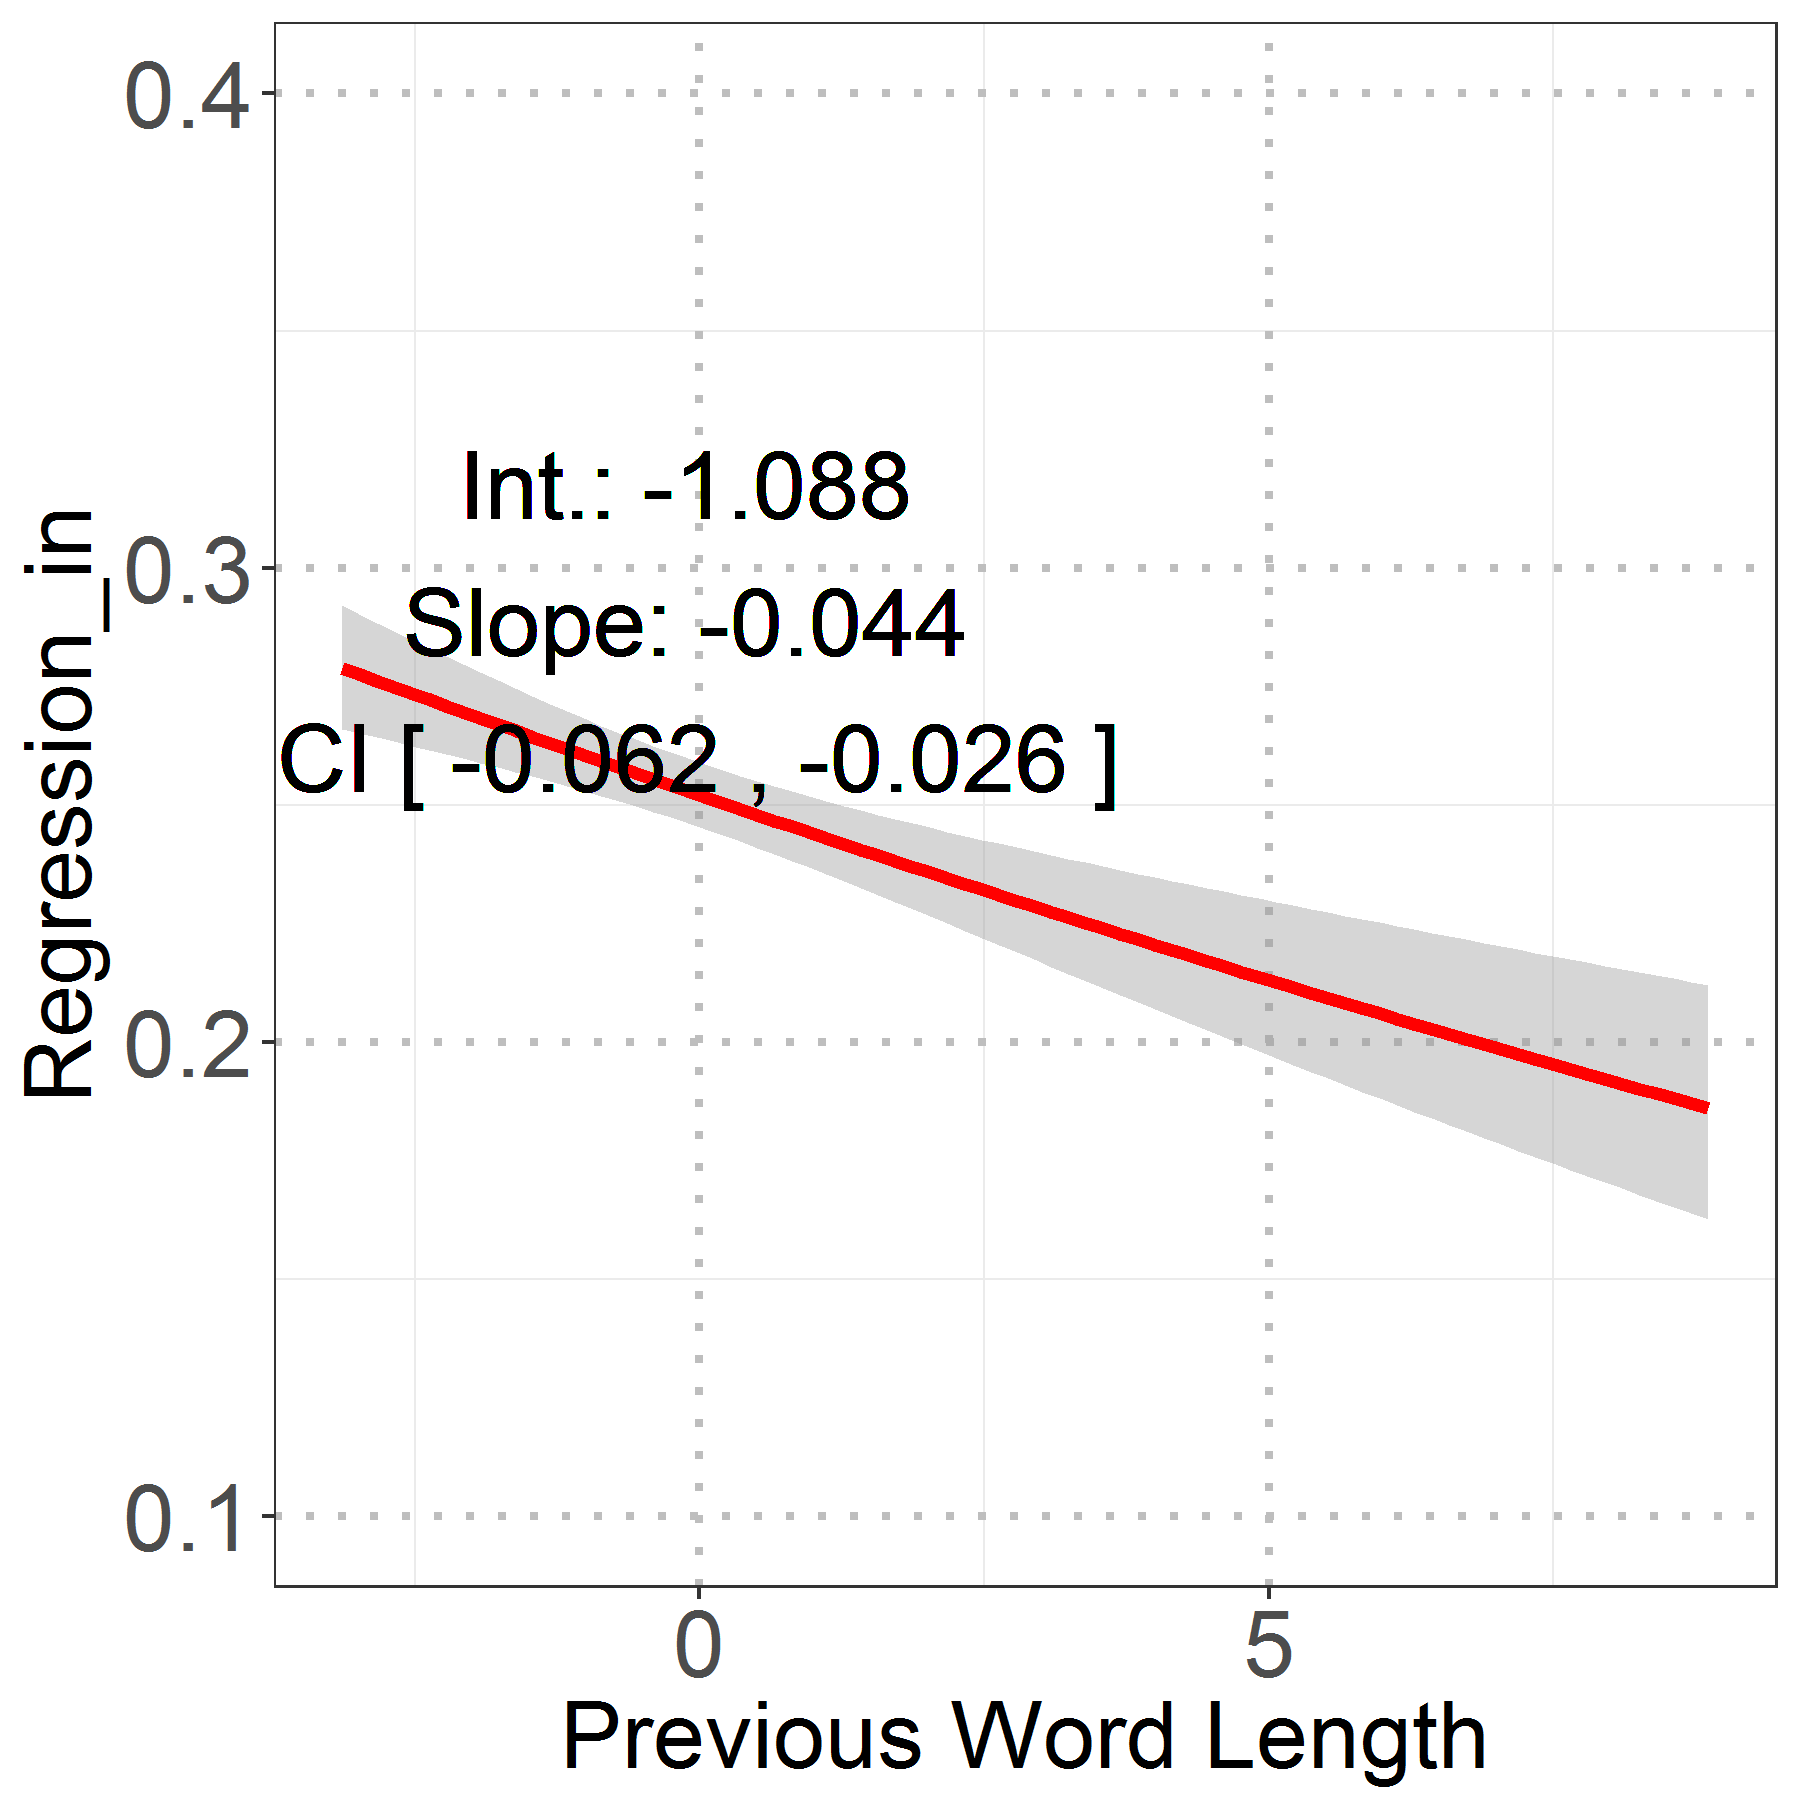 0.4
0.3
0.2
0.1
Regression_in
Int.: -1.088
Slope: -0.044
CI [ -0.062 , -0.026 ]
0 5
Previous Word Length